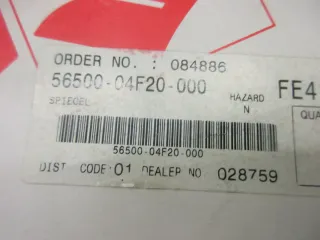 ORDER NO. : 084886
56500-04F20-000
SPIEGEL
HAZARD
N
FE4
QUA
56500-04F20-000
DIST CODE:01 DEALER NO 028759